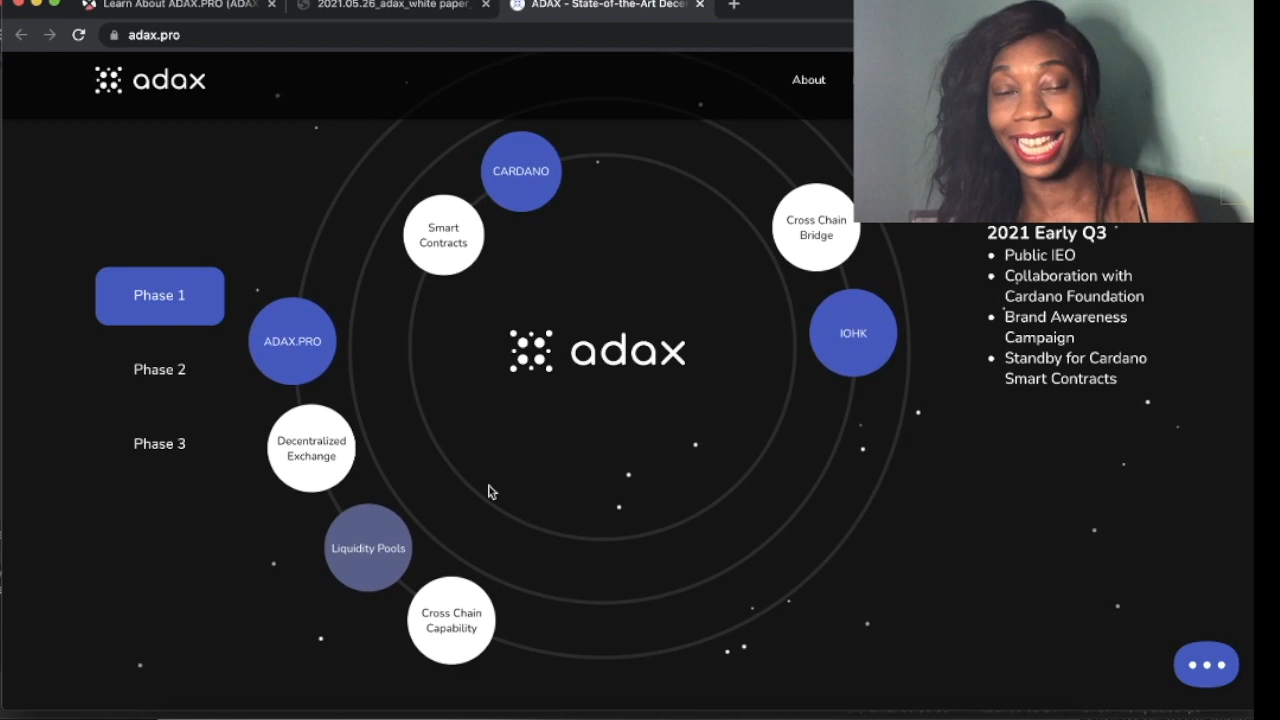 Learn About ADAX.PRO (ADAX
2021.05.26_adax_white paper
ADAX - State-of-the-Art Dece
adax.pro
adax
About
CARDANO
Smart
Contracts
Cross Chain
Bridge
2021 Early Q3
• Public IEO
• Collaboration with
Cardano Foundation
• Brand Awareness
Campaign
• Standby for Cardano
Smart Contracts
Phase 1
Phase 2
Phase 3
ADAX.PRO
IOHK
adax
Decentralized
Exchange
Liquidity Pools
Cross Chain
Capability